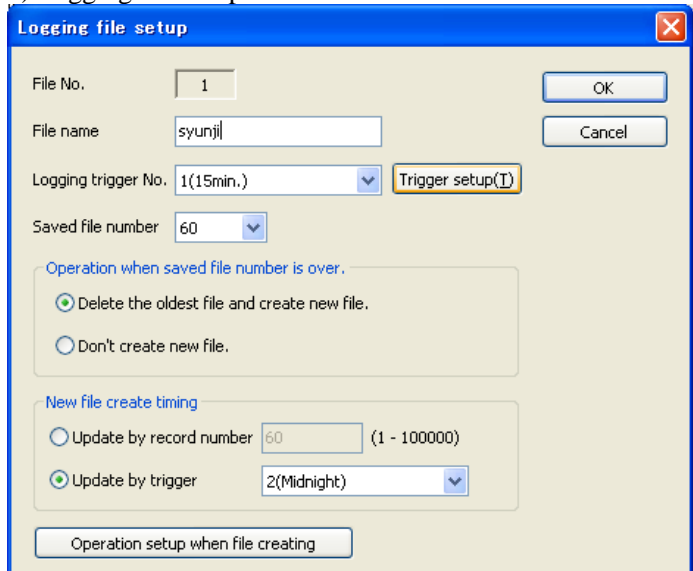 Logging file setup
File No. 1 OK
File name syunji Cancel
Logging trigger No. 1(15min.) Trigger setup(T)
Saved file number 60
Operation when saved file number is over.
Delete the oldest file and create new file.
Don't create new file.
New file create timing
Update by record number 60 (1 - 100000)
Update by trigger 2(Midnight)
Operation setup when file creating